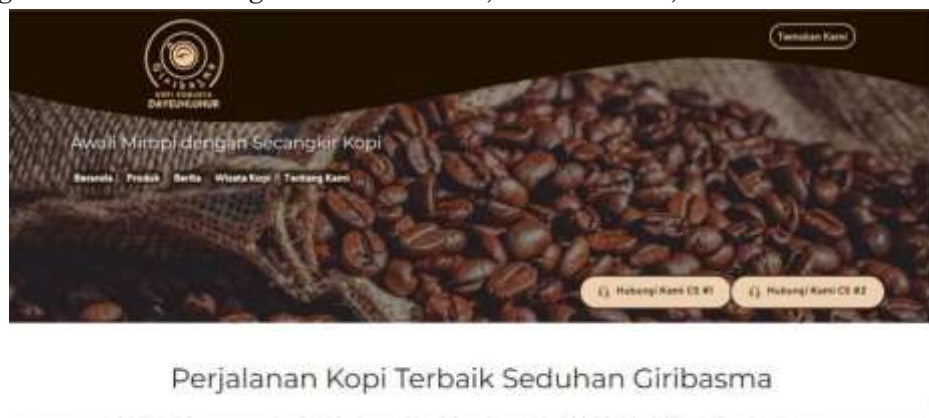 Temukan Kami
Giribasma
KOPI ROBUSTA
DAYEUHLUHUR
Awali Mimpi dengan Secangkir Kopi
Beranda Produk Berita Wisata Kopi Tentang Kami
Hubungi Kami CS #1 Hubungi Kami CS #2
Perjalanan Kopi Terbaik Seduhan Giribasma